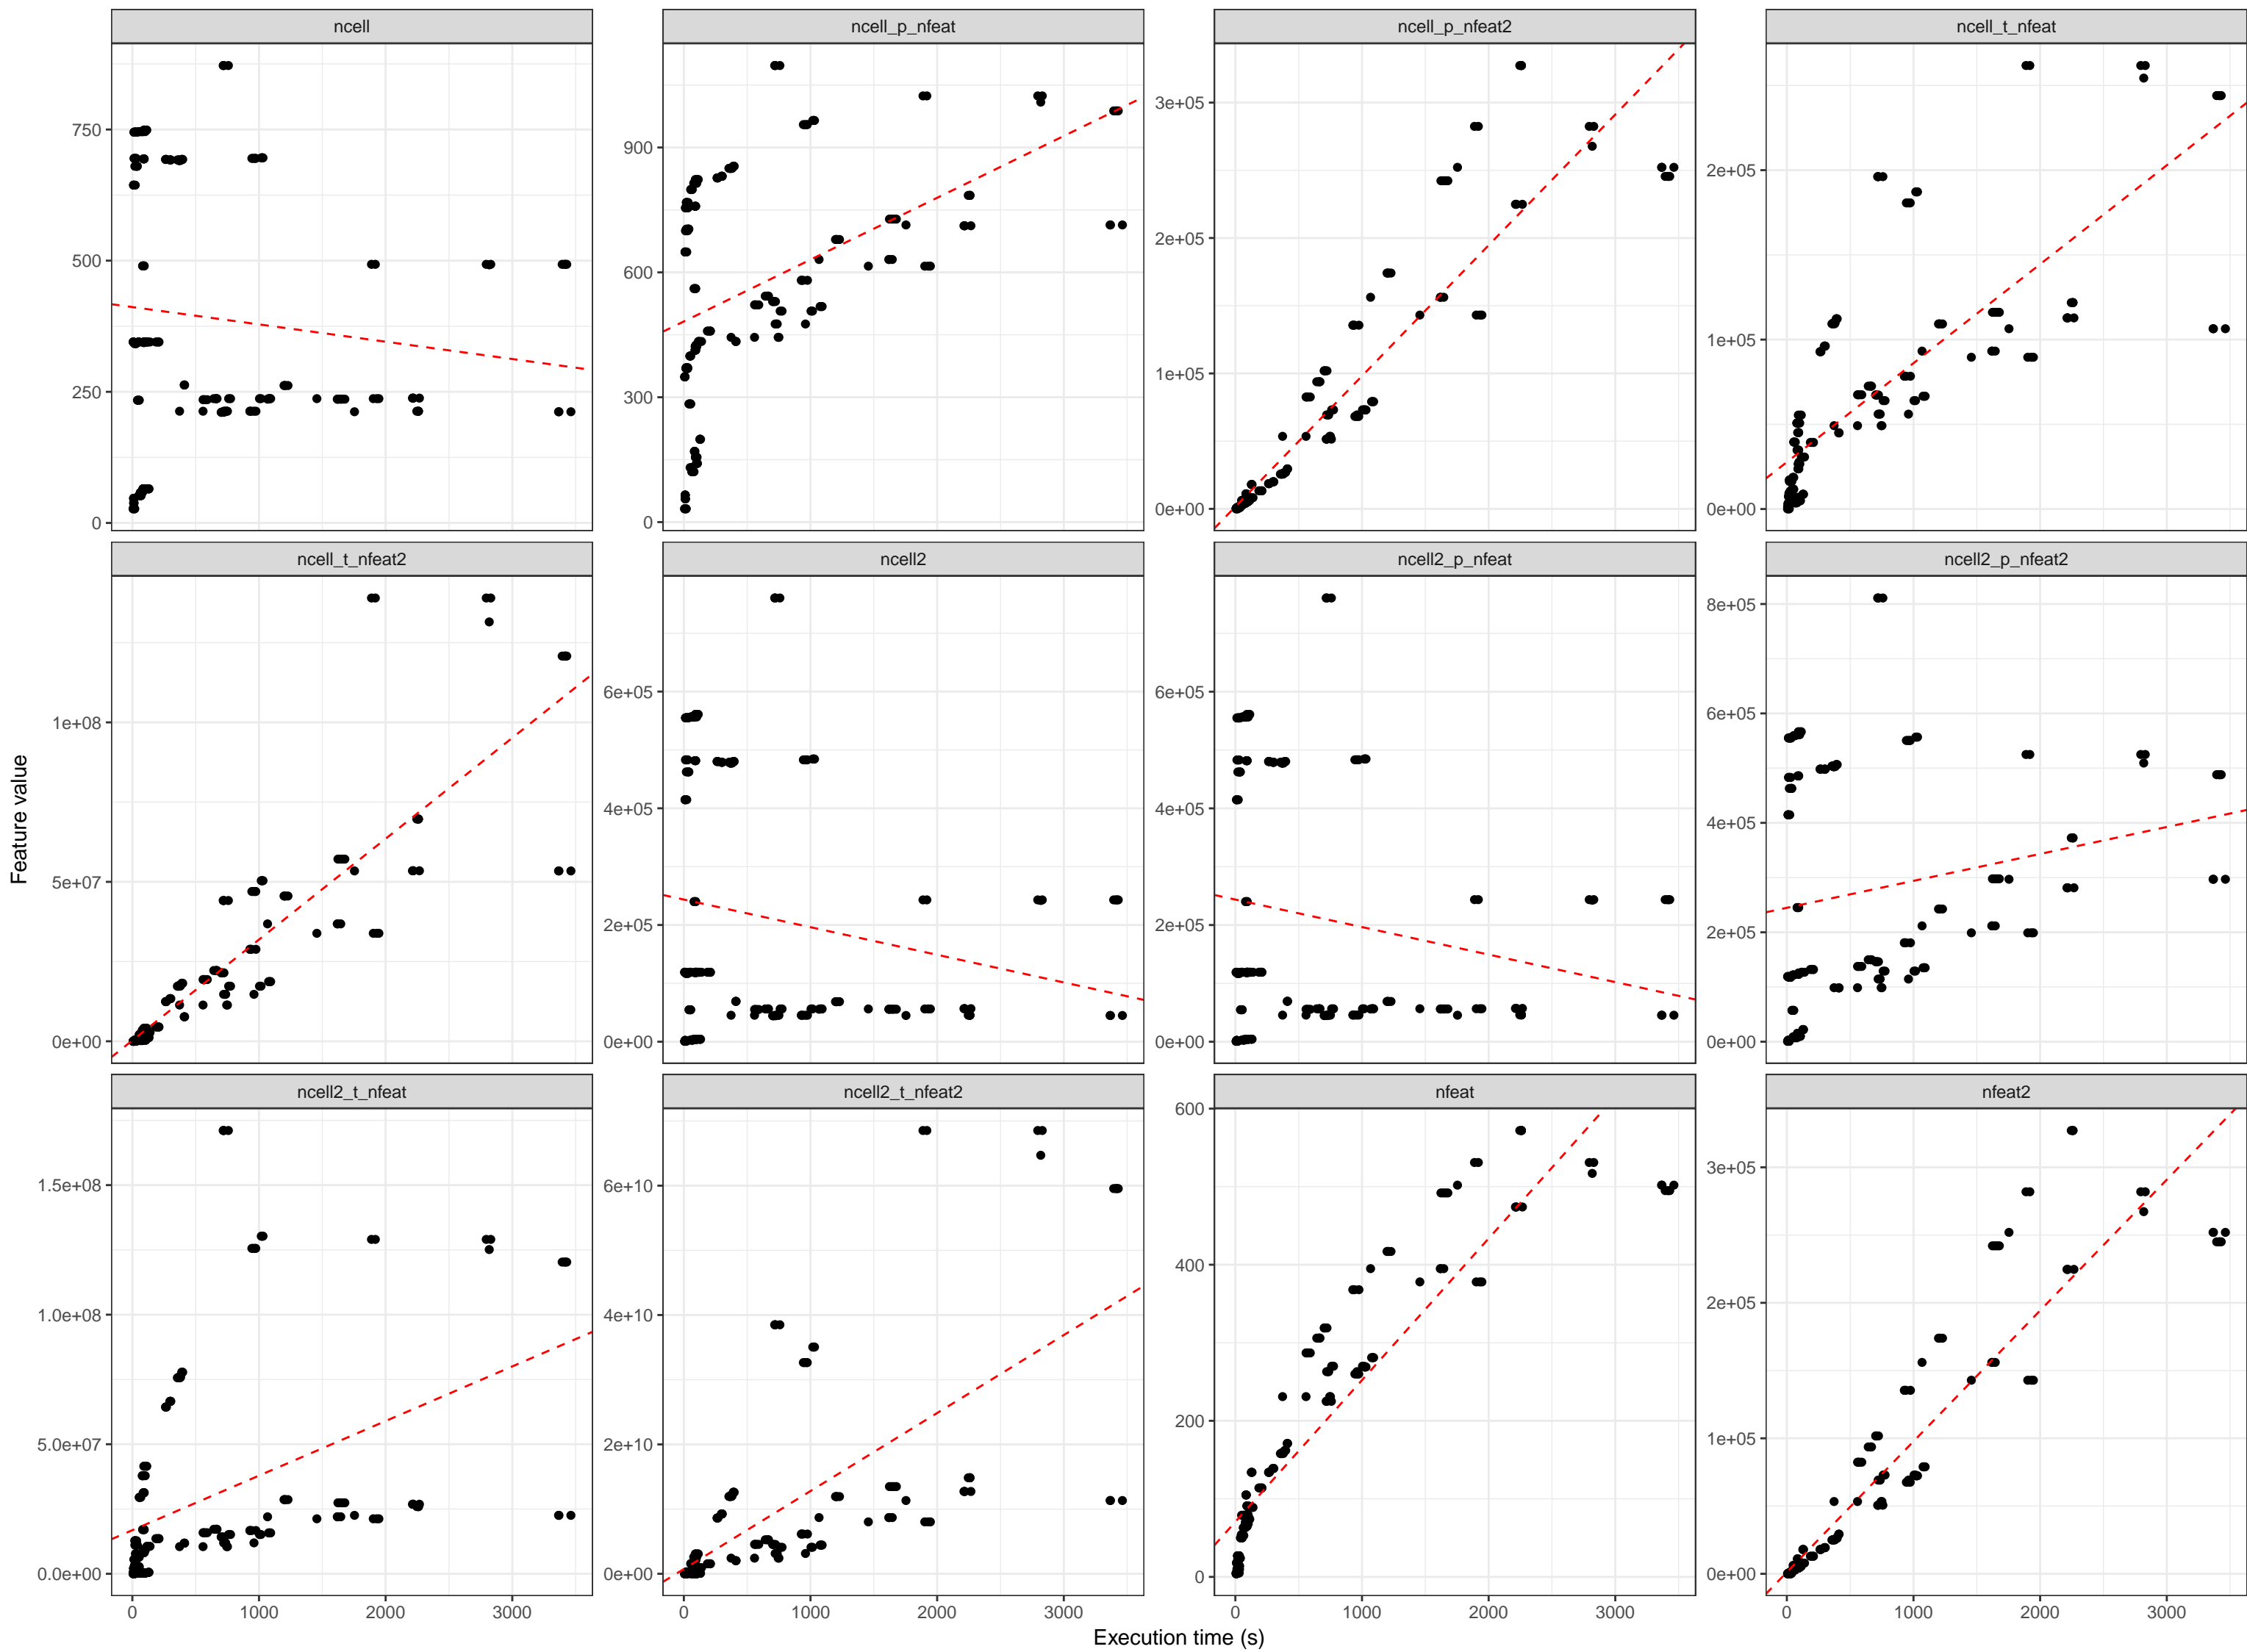 ncell ncell_p_nfeat ncell_p_nfeat2 ncell_t_nfeat
750
500
250
0
900
600
300
0
3e+05
2e+05
1e+05
0e+00
2e+05
1e+05
0e+00
ncell_t_nfeat2 ncell2 ncell2_p_nfeat ncell2_p_nfeat2
1e+08
5e+07
0e+00
6e+05
4e+05
2e+05
0e+00
6e+05
4e+05
2e+05
0e+00
8e+05
6e+05
4e+05
2e+05
0e+00
Feature value
ncell2_t_nfeat ncell2_t_nfeat2 nfeat nfeat2
1.5e+08
1.0e+08
5.0e+07
0.0e+00
6e+10
4e+10
2e+10
0e+00
600
400
200
0
3e+05
2e+05
1e+05
0e+00
0 1000 2000 3000 0 1000 2000 3000 0 1000 2000 3000 0 1000 2000 3000
Execution time (s)